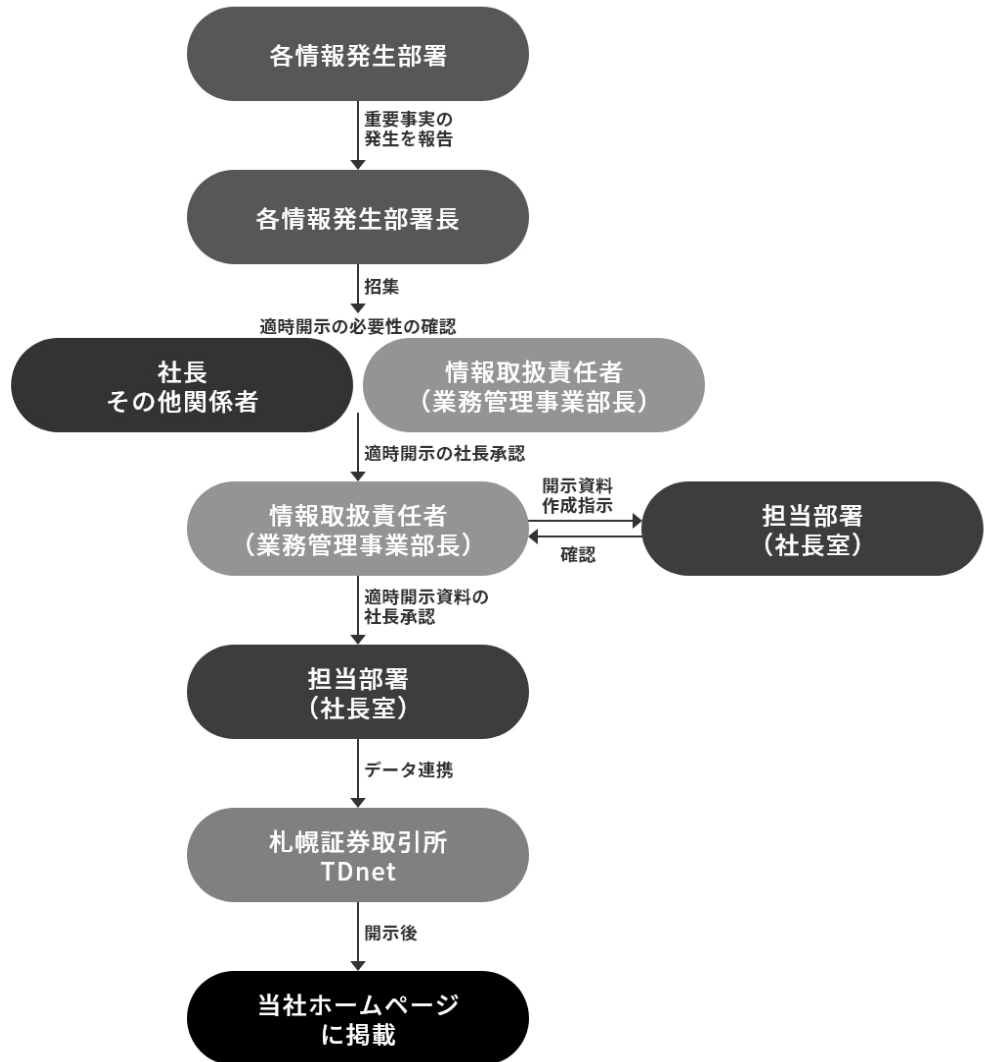 各情報発生部署
重要事実の
発生を報告
各情報発生部署長
招集
適時開示の必要性の確認
社長
その他関係者
情報取扱責任者
（業務管理事業部長）
適時開示の社長承認
情報取扱責任者
（業務管理事業部長）
開示資料
作成指示
確認
担当部署
（社長室）
適時開示資料の
社長承認
担当部署
（社長室）
データ連携
札幌証券取引所
TDnet
開示後
当社ホームページ
に掲載